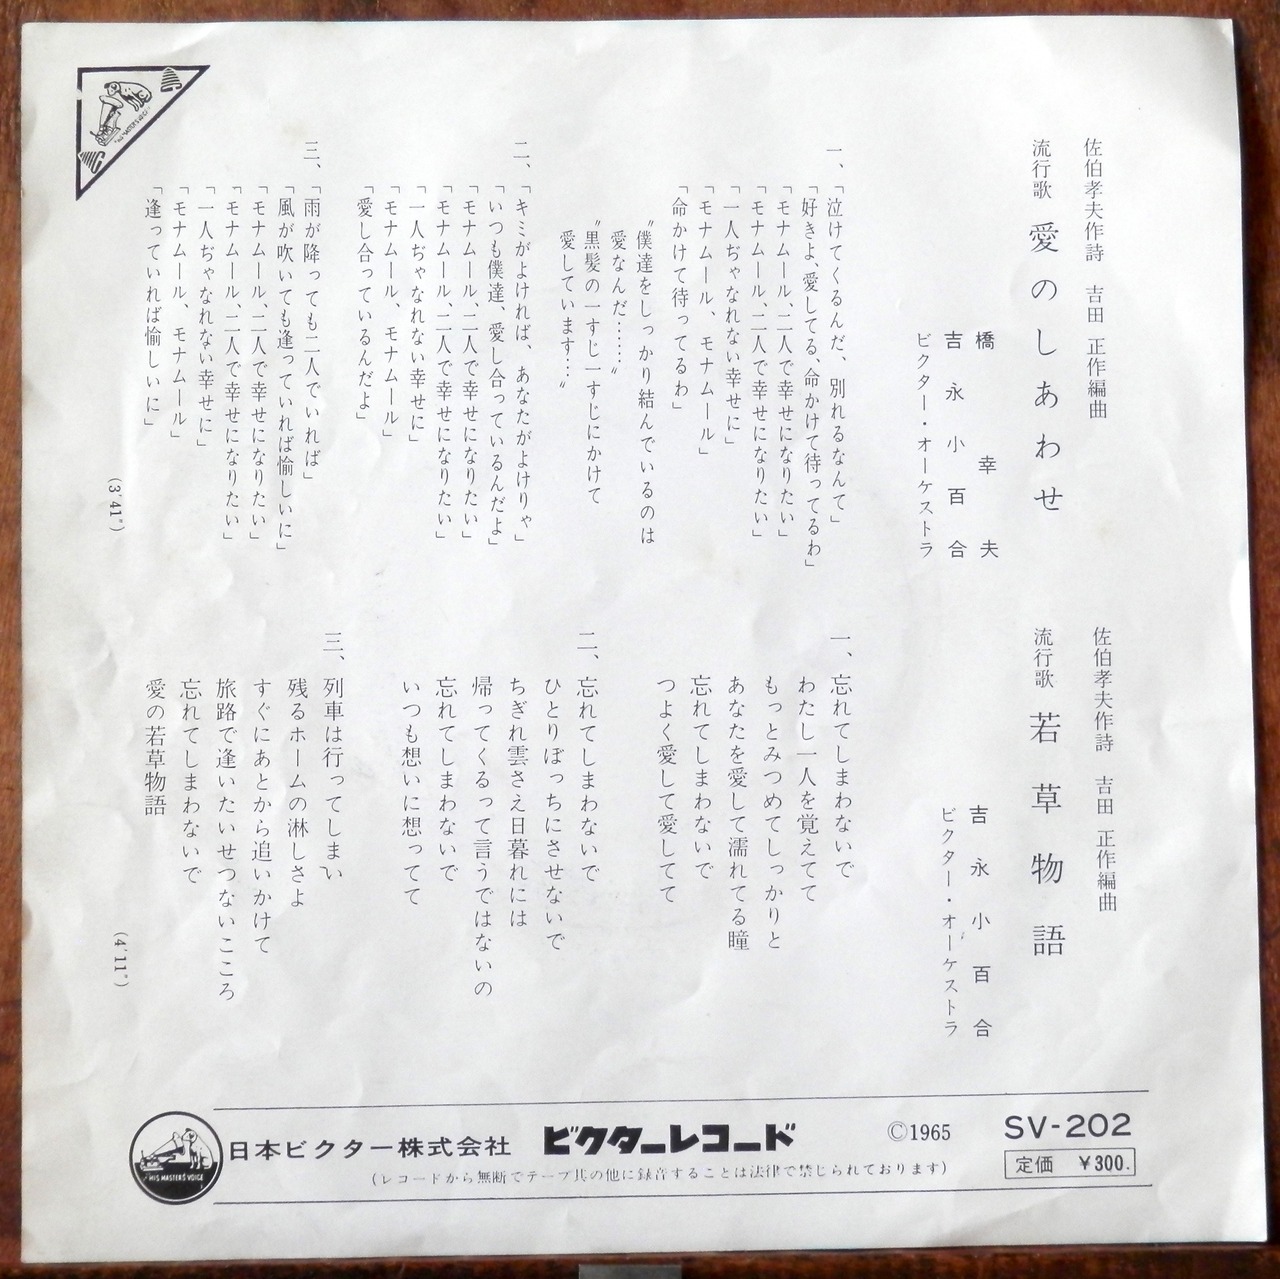 佐伯孝夫作詩 吉田 正作編曲
流行歌 愛のしあわせ
橋 幸夫
吉永小百合
ビクター・オーケストラ
一、「泣けてくるんだ、別れるなんて」
「好きよ、愛してる、命かけて待ってるわ」
「モナムール、二人で幸せになりたい」
「モナムール、二人で幸せになりたい」
「一人ぢゃなれない幸せに」
「モナムール、モナムール」
「命かけて待ってるわ」
〝僕達をしっかり結んでいるのは
愛なんだ……〟
〝黒髪の一すじ一すじにかけて
愛しています…〟
二、「キミがよければ、あなたがよけりゃ」
「いつも僕達、愛し合っているんだよ」
「モナムール、二人で幸せになりたい」
「モナムール、二人で幸せになりたい」
「一人ぢゃなれない幸せに」
「モナムール、モナムール」
「愛し合っているんだよ」
三、「雨が降っても二人でいれば」
「風が吹いても逢っていれば愉しいに」
「モナムール、二人で幸せになりたい」
「モナムール、二人で幸せになりたい」
「一人ぢゃなれない幸せに」
「モナムール、モナムール」
「逢っていれば愉しいに」
(3'41")
佐伯孝夫作詩 吉田 正作編曲
流行歌 若草物語
吉永小百合
ビクター・オーケストラ
一、忘れてしまわないで
わたし一人を覚えてて
もっとみつめてしっかりと
あなたを愛して濡れてる瞳
忘れてしまわないで
つよく愛して愛してて
二、忘れてしまわないで
ひとりぼっちにさせないで
ちぎれ雲さえ日暮れには
帰ってくるって言うではないの
忘れてしまわないで
いつも想いに想ってて
三、列車は行ってしまい
残るホームの淋しさよ
すぐにあとから追いかけて
旅路で逢いたいせつないこころ
忘れてしまわないで
愛の若草物語
(4'11")
HIS MASTER'S VOICE
日本ビクター株式会社 ビクターレコード ©1965 SV-202
(レコードから無断でテープ其の他に録音することは法律で禁じられております)
定価 ¥300.
"HIS MASTER'S VOICE"